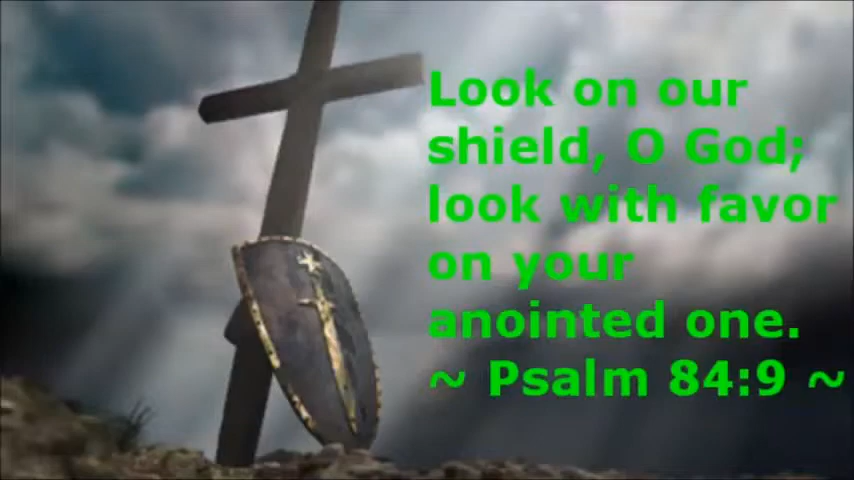 Look on our
shield, O God;
look with favor
on your
anointed one.
~ Psalm 84:9 ~